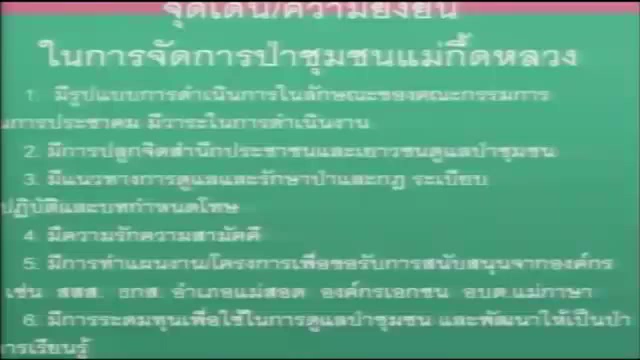 จุดเด่น/ความยั่งยืน
ในการจัดการป่าชุมชนแม่กึ๊ดหลวง
1. มีรูปแบบการดำเนินการในลักษณะของคณะกรรมการ
นการประชาคม มีวาระในการดำเนินงาน
2. มีการปลูกจิตสำนึกประชาชนและเยาวชนดูแลป่าชุมชน
3. มีแนวทางการดูแลและรักษาป่าและกฎ ระเบียบ
ปฏิบัติและบทกำหนดโทษ
4. มีความรักความสามัคคี
5. มีการทำแผนงาน/โครงการเพื่อขอรับการสนับสนุนจากองค์กร
เช่น สสส. ธกส. อำเภอแม่สอด องค์กรเอกชน อบต.แม่กาษา
6. มีการระดมทุนเพื่อใช้ในการดูแลป่าชุมชน และพัฒนาให้เป็นป่า
การเรียนรู้